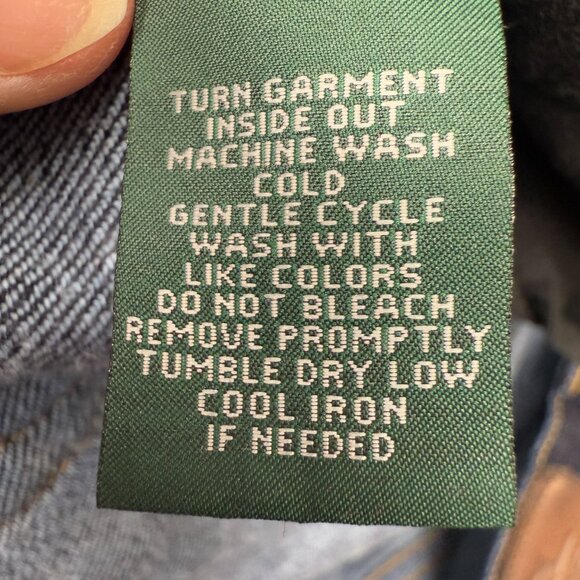 TURN GARMENT
INSIDE OUT
MACHINE WASH
COLD
GENTLE CYCLE
WASH WITH
LIKE COLORS
DO NOT BLEACH
REMOVE PROMPTLY
TUMBLE DRY LOW
COOL IRON
IF NEEDED